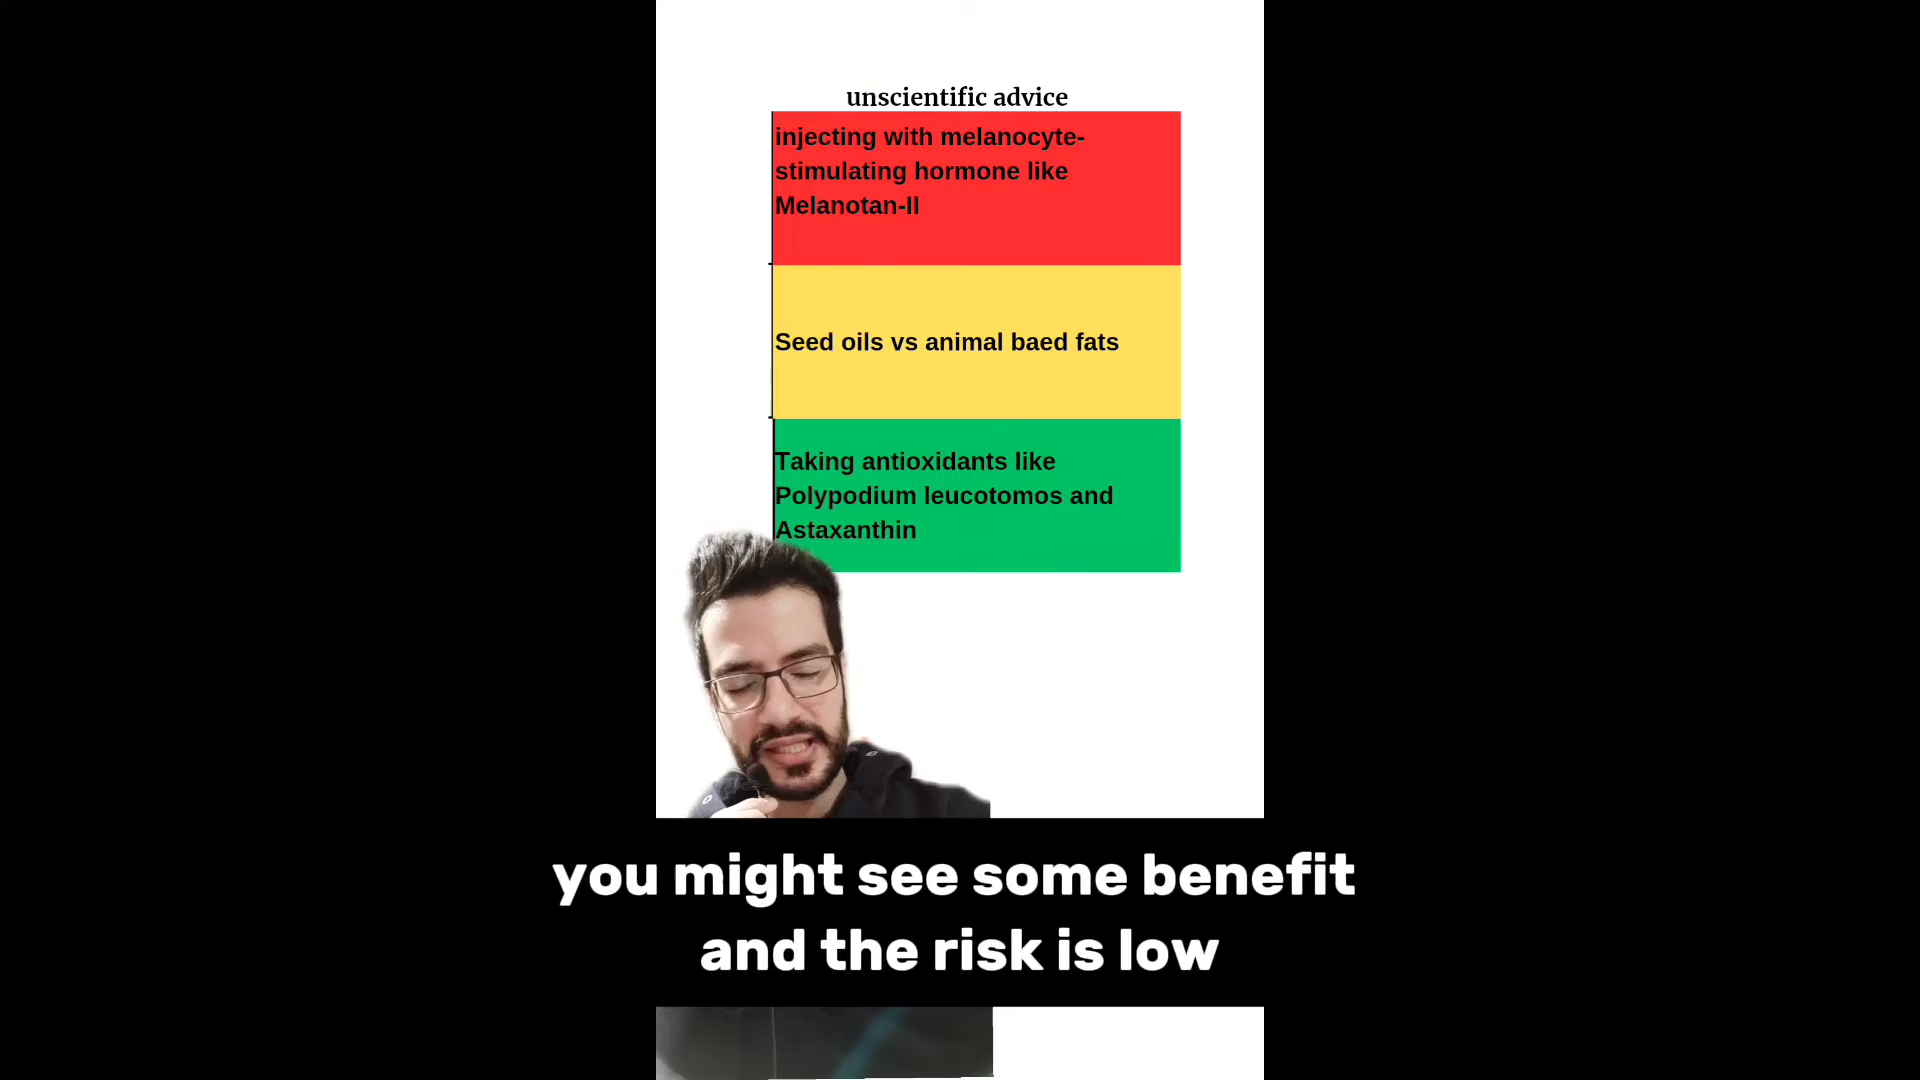 unscientific advice
injecting with melanocyte-
stimulating hormone like
Melanotan-II
Seed oils vs animal baed fats
Taking antioxidants like
Polypodium leucotomos and
Astaxanthin
you might see some benefit
and the risk is low